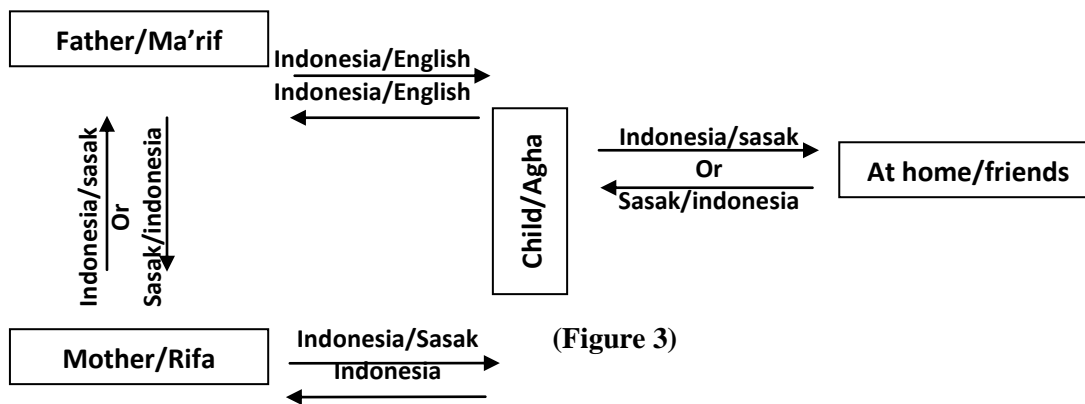 Father/Ma’rif
Indonesia/English
Indonesia/English
Indonesia/sasak
Or
Sasak/indonesia
Child/Agha
Indonesia/sasak
Or
Sasak/indonesia
At home/friends
Mother/Rifa
Indonesia/Sasak
Indonesia
(Figure 3)